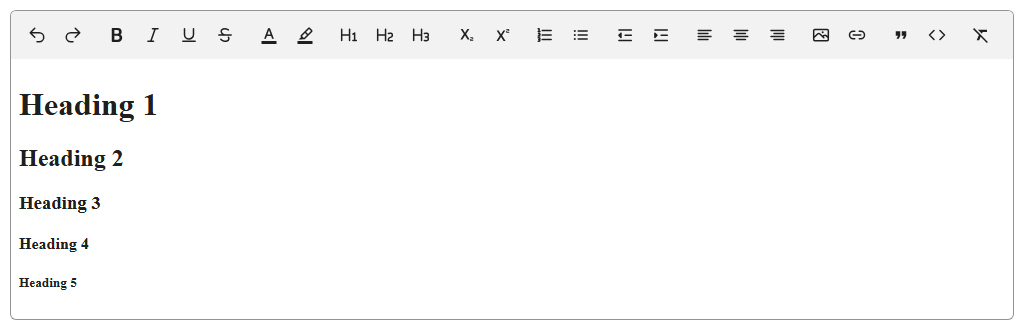 B I U S A H1 H2 H3 X₂ X²
Heading 1
Heading 2
Heading 3
Heading 4
Heading 5